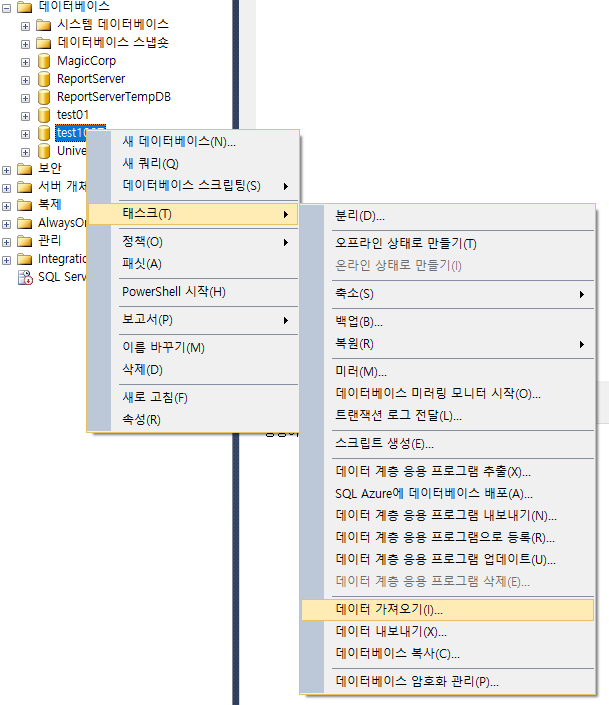 데이터베이스
시스템 데이터베이스
데이터베이스 스냅숏
MagicCorp
ReportServer
ReportServerTempDB
test01
보안
복제
관리
새 데이터베이스(N)...
새 쿼리(Q)
데이터베이스 스크립팅(S)
태스크(T)
정책(O)
패싯(A)
PowerShell 시작(H)
보고서(P)
이름 바꾸기(M)
삭제(D)
새로 고침(F)
속성(R)
분리(D)...
오프라인 상태로 만들기(T)
온라인 상태로 만들기(I)
축소(S)
백업(B)...
복원(R)
미러(M)...
데이터베이스 미러링 모니터 시작(O)...
트랜잭션 로그 전달(L)...
스크립트 생성(E)...
데이터 계층 응용 프로그램 추출(X)...
SQL Azure에 데이터베이스 배포(A)...
데이터 계층 응용 프로그램 내보내기(N)...
데이터 계층 응용 프로그램으로 등록(R)...
데이터 계층 응용 프로그램 업데이트(U)...
데이터 계층 응용 프로그램 삭제(E)...
데이터 가져오기(I)...
데이터 내보내기(X)...
데이터베이스 복사(C)...
데이터베이스 암호화 관리(P)...